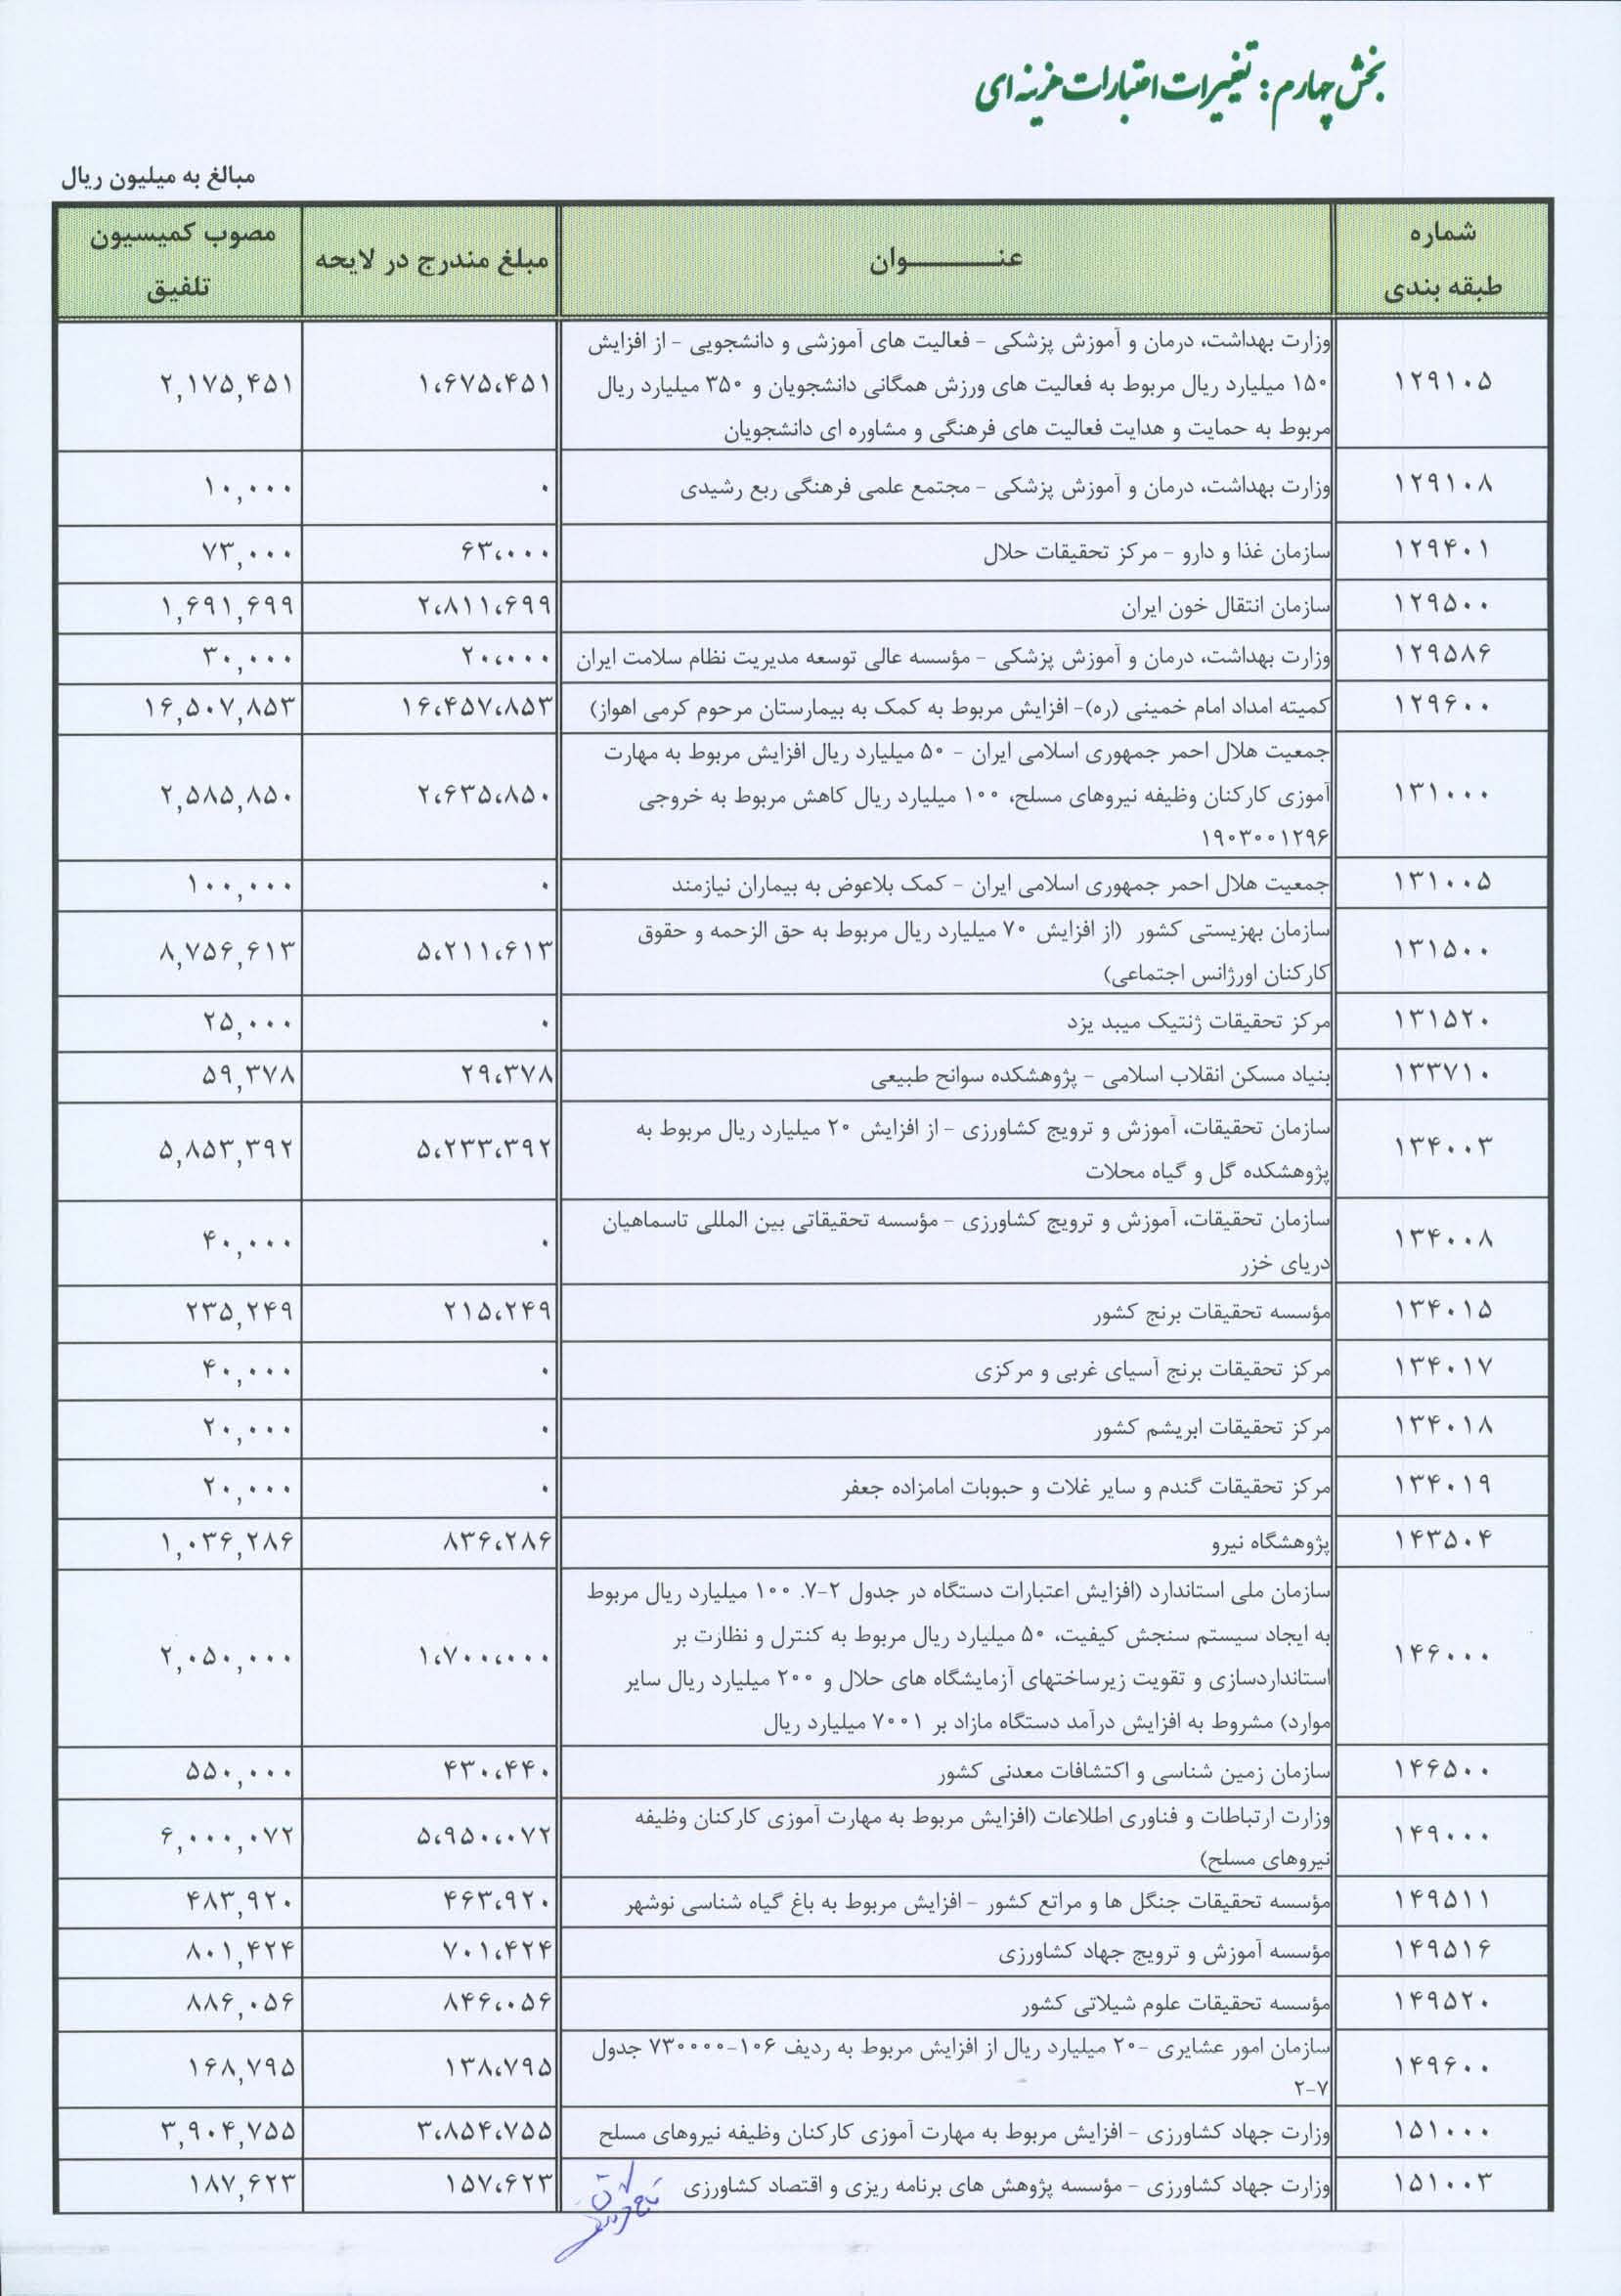 بخش چهارم: تغییرات اعتبارات هزینه ای
مبالغ به میلیون ریال
شماره طبقه بندی | عنـــــــوان | مبلغ مندرج در لایحه | مصوب کمیسیون تلفیق
۱۲۹۱۰۵ | وزارت بهداشت، درمان و آموزش پزشکی - فعالیت های آموزشی و دانشجویی - از افزایش
۱۵۰ میلیارد ریال مربوط به فعالیت های ورزش همگانی دانشجویان و ۳۵۰ میلیارد ریال
مربوط به حمایت و هدایت فعالیت های فرهنگی و مشاوره ای دانشجویان | ۱،۶۷۵،۴۵۱ | ۲,۱۷۵,۴۵۱
۱۲۹۱۰۸ | وزارت بهداشت، درمان و آموزش پزشکی - مجتمع علمی فرهنگی ربع رشیدی | ۰ | ۱۰,۰۰۰
۱۲۹۴۰۱ | سازمان غذا و دارو - مرکز تحقیقات حلال | ۶۳،۰۰۰ | ۷۳,۰۰۰
۱۲۹۵۰۰ | سازمان انتقال خون ایران | ۲،۸۱۱،۶۹۹ | ۱,۶۹۱,۶۹۹
۱۲۹۵۸۶ | وزارت بهداشت، درمان و آموزش پزشکی - مؤسسه عالی توسعه مدیریت نظام سلامت ایران | ۲۰،۰۰۰ | ۳۰,۰۰۰
۱۲۹۶۰۰ | کمیته امداد امام خمینی (ره)- افزایش مربوط به کمک به بیمارستان مرحوم کرمی اهواز) | ۱۶،۴۵۷،۸۵۳ | ۱۶,۵۰۷,۸۵۳
۱۳۱۰۰۰ | جمعیت هلال احمر جمهوری اسلامی ایران - ۵۰ میلیارد ریال افزایش مربوط به مهارت
آموزی کارکنان وظیفه نیروهای مسلح، ۱۰۰ میلیارد ریال کاهش مربوط به خروجی
۱۹۰۳۰۰۱۲۹۶ | ۲،۶۳۵،۸۵۰ | ۲,۵۸۵,۸۵۰
۱۳۱۰۰۵ | جمعیت هلال احمر جمهوری اسلامی ایران - کمک بلاعوض به بیماران نیازمند | ۰ | ۱۰۰,۰۰۰
۱۳۱۵۰۰ | سازمان بهزیستی کشور (از افزایش ۷۰ میلیارد ریال مربوط به حق الزحمه و حقوق
کارکنان اورژانس اجتماعی) | ۵،۲۱۱،۶۱۳ | ۸,۷۵۶,۶۱۳
۱۳۱۵۲۰ | مرکز تحقیقات ژنتیک میبد یزد | ۰ | ۲۵,۰۰۰
۱۳۳۷۱۰ | بنیاد مسکن انقلاب اسلامی - پژوهشکده سوانح طبیعی | ۲۹،۳۷۸ | ۵۹,۳۷۸
۱۳۴۰۰۳ | سازمان تحقیقات، آموزش و ترویج کشاورزی - از افزایش ۲۰ میلیارد ریال مربوط به
پژوهشکده گل و گیاه محلات | ۵،۲۳۳،۳۹۲ | ۵,۸۵۳,۳۹۲
۱۳۴۰۰۸ | سازمان تحقیقات، آموزش و ترویج کشاورزی - مؤسسه تحقیقاتی بین المللی تاسماهیان
دریای خزر | ۰ | ۴۰,۰۰۰
۱۳۴۰۱۵ | مؤسسه تحقیقات برنج کشور | ۲۱۵،۲۴۹ | ۲۳۵,۲۴۹
۱۳۴۰۱۷ | مرکز تحقیقات برنج آسیای غربی و مرکزی | ۰ | ۴۰,۰۰۰
۱۳۴۰۱۸ | مرکز تحقیقات ابریشم کشور | ۰ | ۲۰,۰۰۰
۱۳۴۰۱۹ | مرکز تحقیقات گندم و سایر غلات و حبوبات امامزاده جعفر | ۰ | ۲۰,۰۰۰
۱۴۳۵۰۴ | پژوهشگاه نیرو | ۸۳۶،۲۸۶ | ۱,۰۳۶,۲۸۶
۱۴۶۰۰۰ | سازمان ملی استاندارد (افزایش اعتبارات دستگاه در جدول ۲-۷. ۱۰۰ میلیارد ریال مربوط
به ایجاد سیستم سنجش کیفیت، ۵۰ میلیارد ریال مربوط به کنترل و نظارت بر
استانداردسازی و تقویت زیرساختهای آزمایشگاه های حلال و ۲۰۰ میلیارد ریال سایر
موارد) مشروط به افزایش درآمد دستگاه مازاد بر ۷۰۰۱ میلیارد ریال | ۱،۷۰۰،۰۰۰ | ۲,۰۵۰,۰۰۰
۱۴۶۵۰۰ | سازمان زمین شناسی و اکتشافات معدنی کشور | ۴۳۰،۴۴۰ | ۵۵۰,۰۰۰
۱۴۹۰۰۰ | وزارت ارتباطات و فناوری اطلاعات (افزایش مربوط به مهارت آموزی کارکنان وظیفه
نیروهای مسلح) | ۵،۹۵۰،۰۷۲ | ۶,۰۰۰,۰۷۲
۱۴۹۵۱۱ | مؤسسه تحقیقات جنگل ها و مراتع کشور - افزایش مربوط به باغ گیاه شناسی نوشهر | ۴۶۳،۹۲۰ | ۴۸۳,۹۲۰
۱۴۹۵۱۶ | مؤسسه آموزش و ترویج جهاد کشاورزی | ۷۰۱،۴۲۴ | ۸۰۱,۴۲۴
۱۴۹۵۲۰ | مؤسسه تحقیقات علوم شیلاتی کشور | ۸۴۶،۰۵۶ | ۸۸۶,۰۵۶
۱۴۹۶۰۰ | سازمان امور عشایری -۲۰ میلیارد ریال از افزایش مربوط به ردیف ۱۰۶-۷۳۰۰۰۰ جدول
۲-۷ | ۱۳۸،۷۹۵ | ۱۶۸,۷۹۵
۱۵۱۰۰۰ | وزارت جهاد کشاورزی - افزایش مربوط به مهارت آموزی کارکنان وظیفه نیروهای مسلح | ۳،۸۵۴،۷۵۵ | ۳,۹۰۴,۷۵۵
۱۵۱۰۰۳ | وزارت جهاد کشاورزی - مؤسسه پژوهش های برنامه ریزی و اقتصاد کشاورزی | ۱۵۷،۶۲۳ | ۱۸۷,۶۲۳